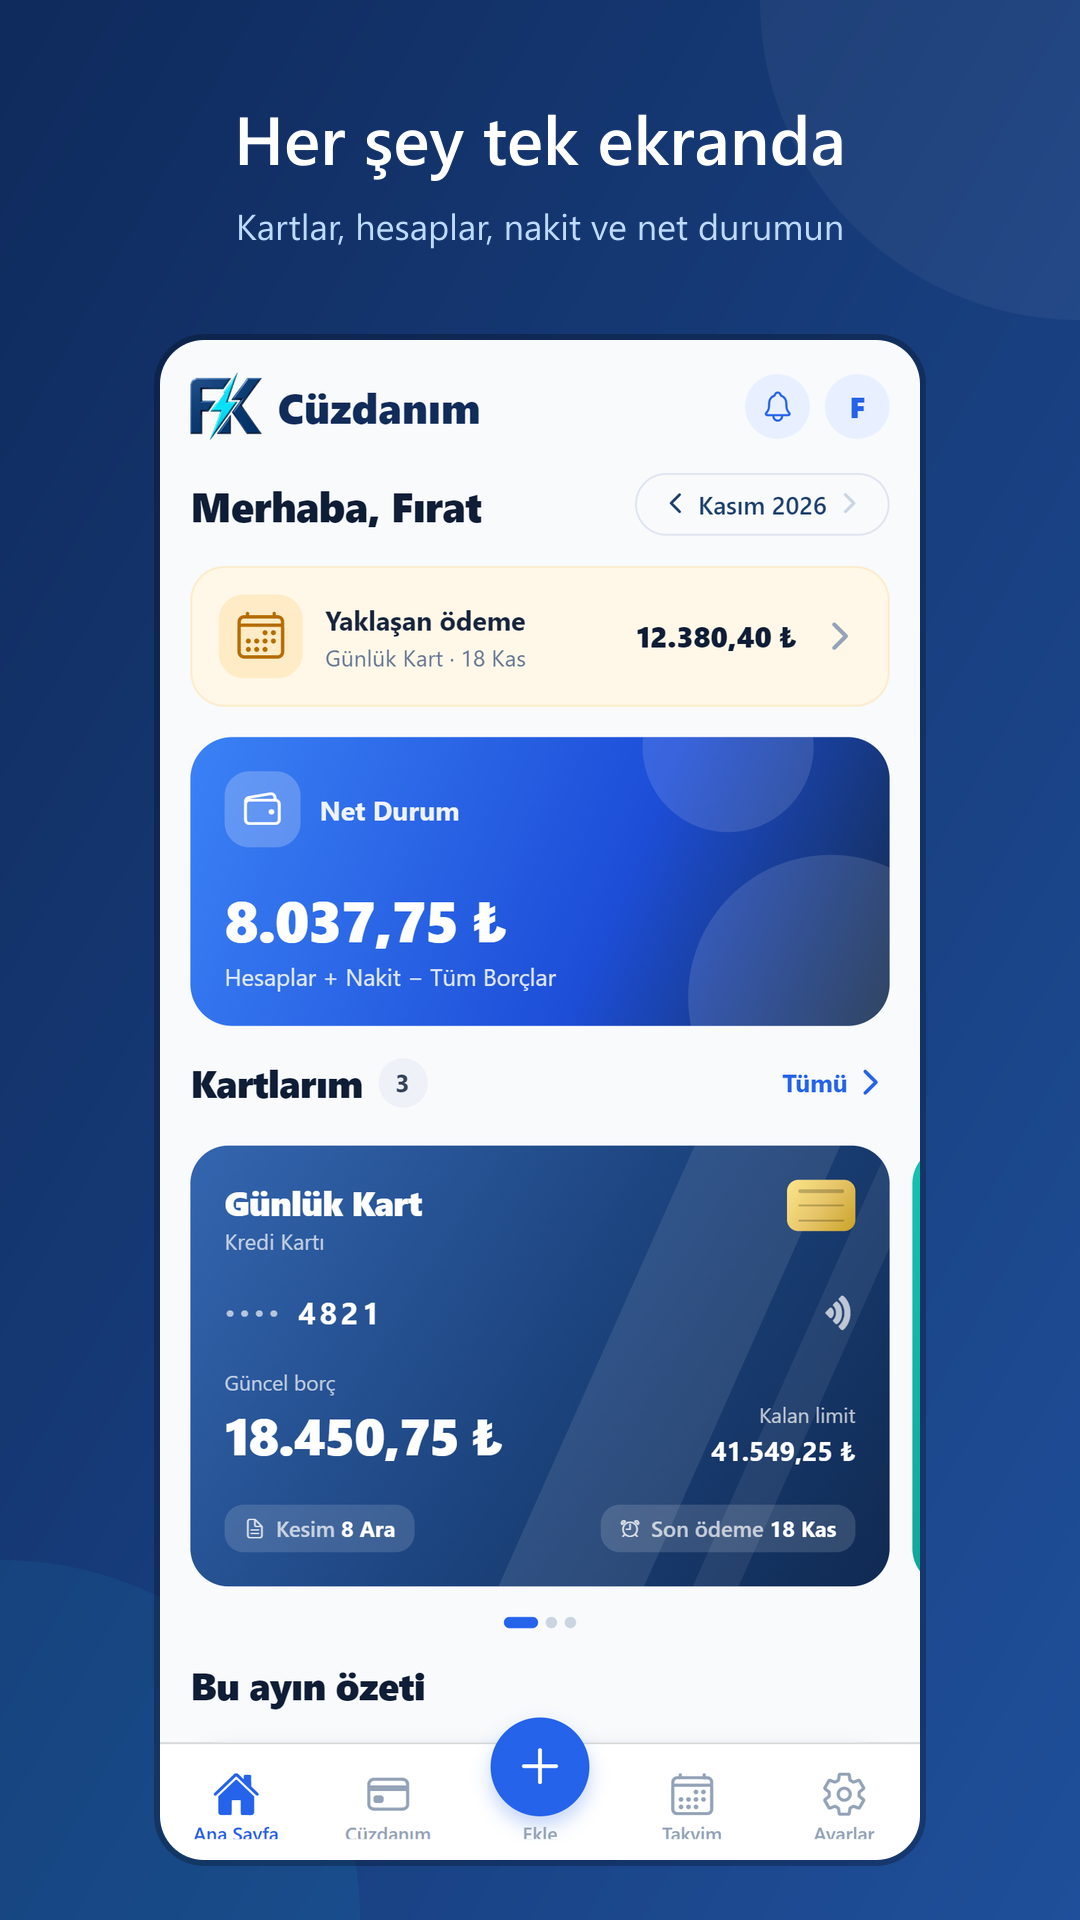 Her şey tek ekranda
Kartlar, hesaplar, nakit ve net durumun
FK Cüzdanım
F
Merhaba, Fırat
Kasım 2026
Yaklaşan ödeme
Günlük Kart · 18 Kas
12.380,40 ₺
Net Durum
8.037,75 ₺
Hesaplar + Nakit − Tüm Borçlar
Kartlarım 3
Tümü
Günlük Kart
Kredi Kartı
•••• 4821
Güncel borç
18.450,75 ₺
Kalan limit
41.549,25 ₺
Kesim 8 Ara
Son ödeme 18 Kas
Bu ayın özeti
Ana Sayfa
Cüzdanım
Ekle
Takvim
Ayarlar